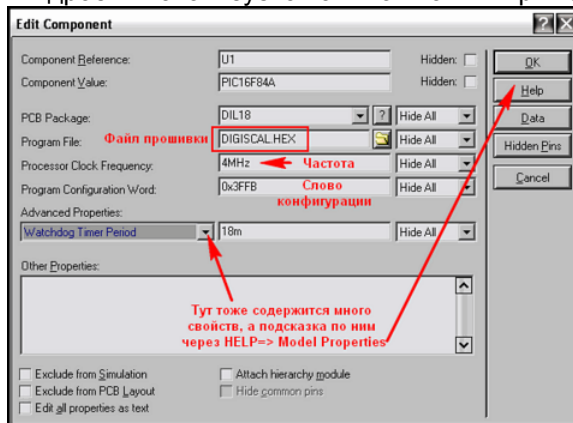 Edit Component
Component Reference: U1 Hidden:
Component Value: PIC16F84A Hidden:
PCB Package: DIL18 ? Hide All
Program File: Файл прошивки DIGISCAL.HEX Hide All
Processor Clock Frequency: 4MHz Частота Hide All
Program Configuration Word: 0x3FFB Слово конфигурации Hide All
Advanced Properties:
Watchdog Timer Period 18m Hide All
Other Properties:
Тут тоже содержится много
свойств, а подсказка по ним
через HELP=> Model Properties
Exclude from Simulation Attach hierarchy module
Exclude from PCB Layout Hide common pins
Edit all properties as text
OK
Help
Data
Hidden Pins
Cancel